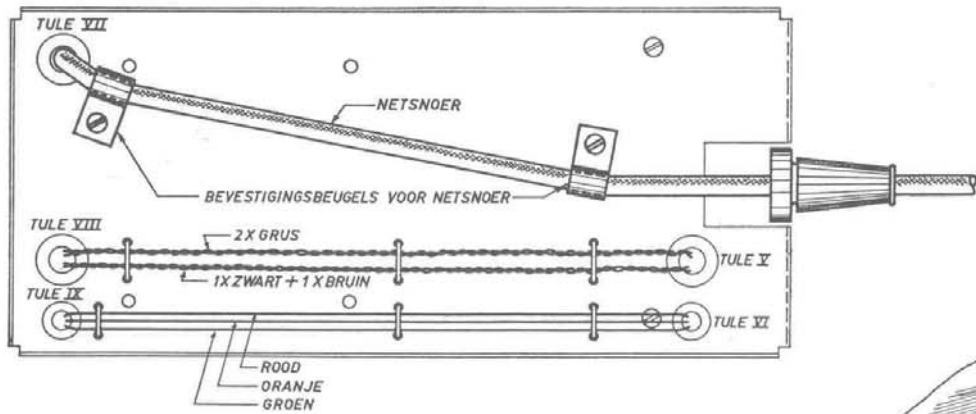 TULE VII
NETSNOER
BEVESTIGINGSBEUGELS VOOR NETSNOER
TULE VIII
2 X GRUS
TULE V
1 X ZWART + 1 X BRUIN
TULE IX
TULE VI
ROOD
ORANJE
GROEN